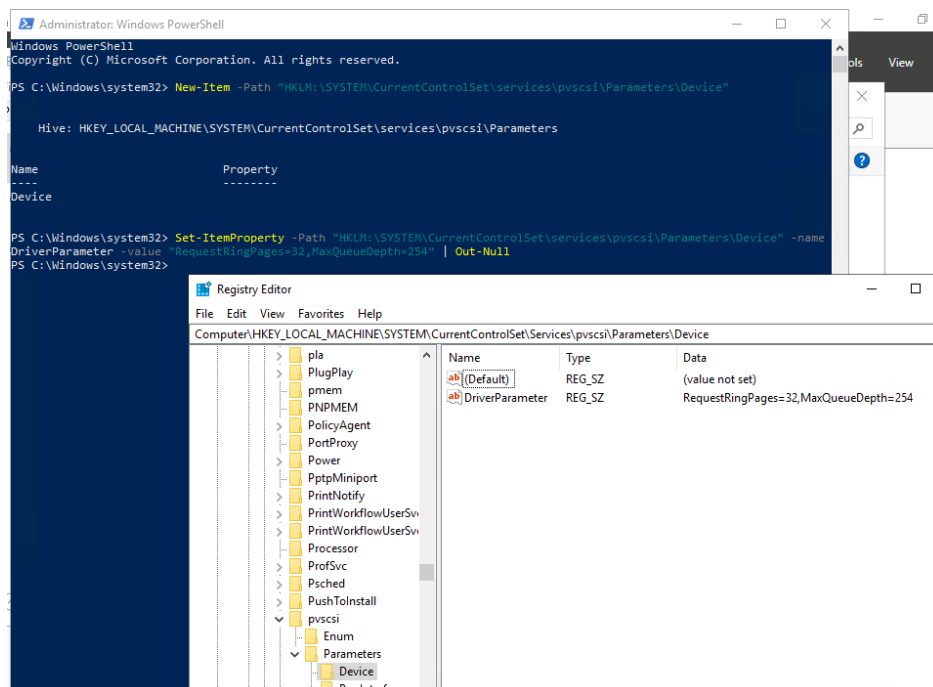 Administrator: Windows PowerShell
Windows PowerShell
Copyright (C) Microsoft Corporation. All rights reserved.
PS C:\Windows\system32> New-Item -Path "HKLM:\SYSTEM\CurrentControlSet\services\pvscsi\Parameters\Device"
Hive: HKEY_LOCAL_MACHINE\SYSTEM\CurrentControlSet\services\pvscsi\Parameters
Name Property
---- --------
Device
PS C:\Windows\system32> Set-ItemProperty -Path "HKLM:\SYSTEM\CurrentControlSet\services\pvscsi\Parameters\Device" -name
DriverParameter -value "RequestRingPages=32,MaxQueueDepth=254" | Out-Null
PS C:\Windows\system32>
View
Registry Editor
File Edit View Favorites Help
Computer\HKEY_LOCAL_MACHINE\SYSTEM\CurrentControlSet\Services\pvscsi\Parameters\Device
pla
PlugPlay
pmem
PNPMEM
PolicyAgent
PortProxy
Power
PptpMiniport
PrintNotify
PrintWorkflowUserSv
PrintWorkflowUserSv
Processor
ProfSvc
Psched
PushToInstall
pvscsi
Enum
Parameters
Device
Name Type Data
(Default) REG_SZ (value not set)
DriverParameter REG_SZ RequestRingPages=32,MaxQueueDepth=254